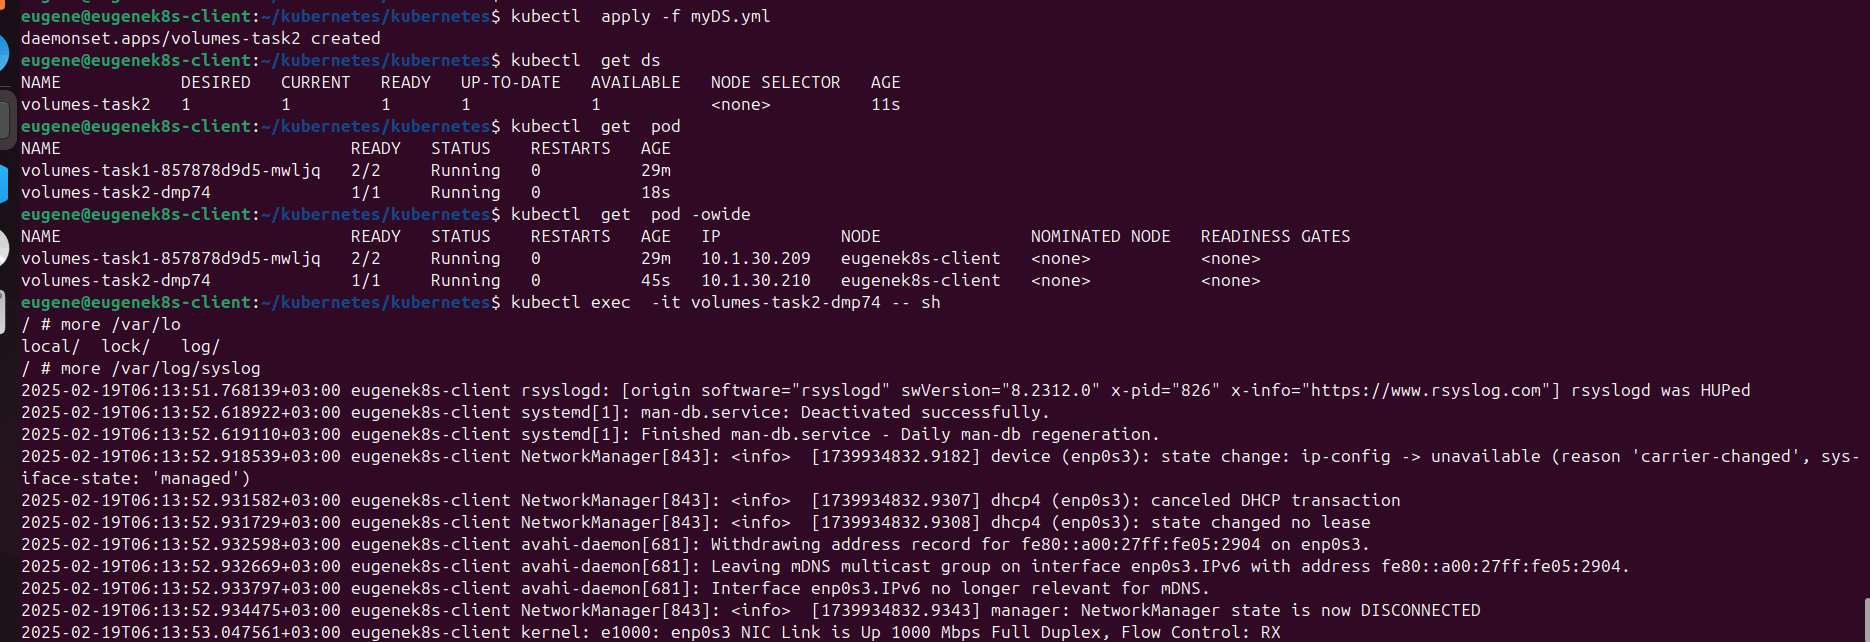 eugene@eugenek8s-client:~/kubernetes/kubernetes$ kubectl  apply -f myDS.yml
daemonset.apps/volumes-task2 created
eugene@eugenek8s-client:~/kubernetes/kubernetes$ kubectl  get ds
NAME            DESIRED   CURRENT   READY   UP-TO-DATE   AVAILABLE   NODE SELECTOR   AGE
volumes-task2   1         1         1       1            1           <none>          11s
eugene@eugenek8s-client:~/kubernetes/kubernetes$ kubectl  get  pod
NAME                             READY   STATUS    RESTARTS   AGE
volumes-task1-857878d9d5-mwljq   2/2     Running   0          29m
volumes-task2-dmp74              1/1     Running   0          18s
eugene@eugenek8s-client:~/kubernetes/kubernetes$ kubectl  get  pod -owide
NAME                             READY   STATUS    RESTARTS   AGE   IP            NODE               NOMINATED NODE   READINESS GATES
volumes-task1-857878d9d5-mwljq   2/2     Running   0          29m   10.1.30.209   eugenek8s-client   <none>           <none>
volumes-task2-dmp74              1/1     Running   0          45s   10.1.30.210   eugenek8s-client   <none>           <none>
eugene@eugenek8s-client:~/kubernetes/kubernetes$ kubectl exec  -it volumes-task2-dmp74 -- sh
/ # more /var/lo
local/  lock/   log/
/ # more /var/log/syslog
2025-02-19T06:13:51.768139+03:00 eugenek8s-client rsyslogd: [origin software="rsyslogd" swVersion="8.2312.0" x-pid="826" x-info="https://www.rsyslog.com"] rsyslogd was HUPed
2025-02-19T06:13:52.618922+03:00 eugenek8s-client systemd[1]: man-db.service: Deactivated successfully.
2025-02-19T06:13:52.619110+03:00 eugenek8s-client systemd[1]: Finished man-db.service - Daily man-db regeneration.
2025-02-19T06:13:52.918539+03:00 eugenek8s-client NetworkManager[843]: <info>  [1739934832.9182] device (enp0s3): state change: ip-config -> unavailable (reason 'carrier-changed', sys-
iface-state: 'managed')
2025-02-19T06:13:52.931582+03:00 eugenek8s-client NetworkManager[843]: <info>  [1739934832.9307] dhcp4 (enp0s3): canceled DHCP transaction
2025-02-19T06:13:52.931729+03:00 eugenek8s-client NetworkManager[843]: <info>  [1739934832.9308] dhcp4 (enp0s3): state changed no lease
2025-02-19T06:13:52.932598+03:00 eugenek8s-client avahi-daemon[681]: Withdrawing address record for fe80::a00:27ff:fe05:2904 on enp0s3.
2025-02-19T06:13:52.932669+03:00 eugenek8s-client avahi-daemon[681]: Leaving mDNS multicast group on interface enp0s3.IPv6 with address fe80::a00:27ff:fe05:2904.
2025-02-19T06:13:52.933797+03:00 eugenek8s-client avahi-daemon[681]: Interface enp0s3.IPv6 no longer relevant for mDNS.
2025-02-19T06:13:52.934475+03:00 eugenek8s-client NetworkManager[843]: <info>  [1739934832.9343] manager: NetworkManager state is now DISCONNECTED
2025-02-19T06:13:53.047561+03:00 eugenek8s-client kernel: e1000: enp0s3 NIC Link is Up 1000 Mbps Full Duplex, Flow Control: RX